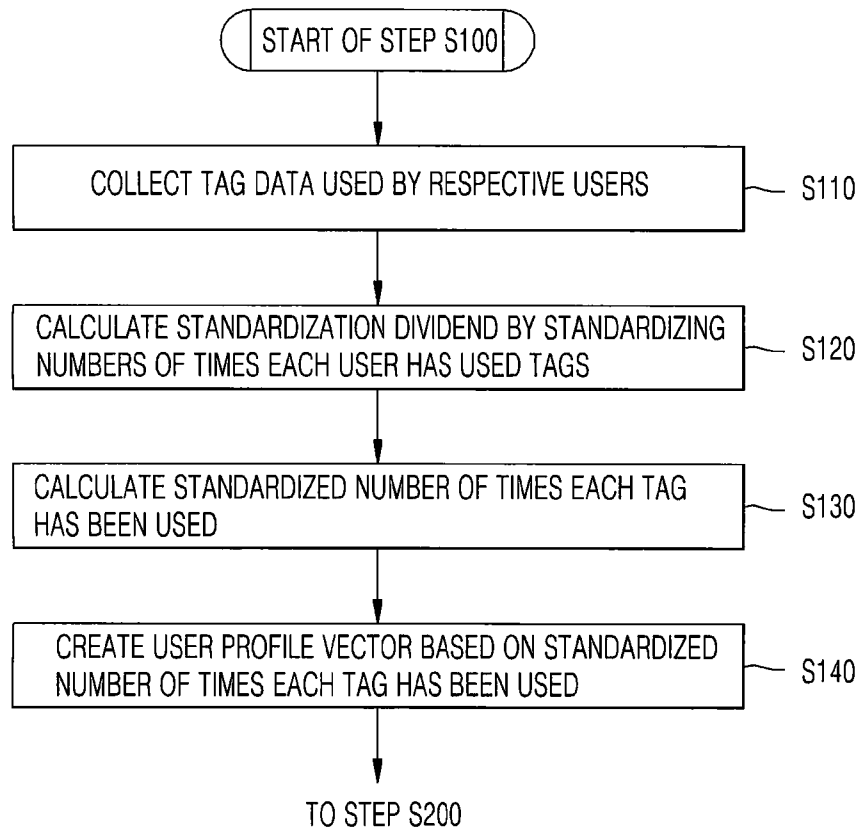 START OF STEP S100
COLLECT TAG DATA USED BY RESPECTIVE USERS
S110
CALCULATE STANDARDIZATION DIVIDEND BY STANDARDIZING
NUMBERS OF TIMES EACH USER HAS USED TAGS
S120
CALCULATE STANDARDIZED NUMBER OF TIMES EACH TAG
HAS BEEN USED
S130
CREATE USER PROFILE VECTOR BASED ON STANDARDIZED
NUMBER OF TIMES EACH TAG HAS BEEN USED
S140
TO STEP S200